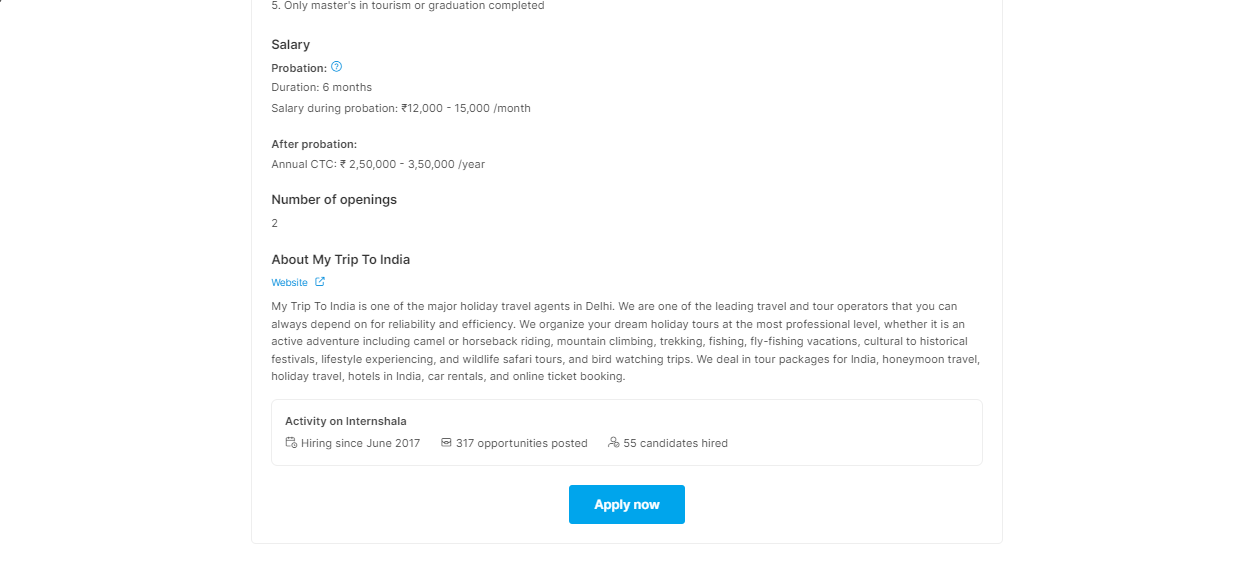 5. Only master's in tourism or graduation completed
Salary
Probation:
Duration: 6 months
Salary during probation: ₹12,000 - 15,000 /month
After probation:
Annual CTC: ₹ 2,50,000 - 3,50,000 /year
Number of openings
2
About My Trip To India
Website
My Trip To India is one of the major holiday travel agents in Delhi. We are one of the leading travel and tour operators that you can
always depend on for reliability and efficiency. We organize your dream holiday tours at the most professional level, whether it is an
active adventure including camel or horseback riding, mountain climbing, trekking, fishing, fly-fishing vacations, cultural to historical
festivals, lifestyle experiencing, and wildlife safari tours, and bird watching trips. We deal in tour packages for India, honeymoon travel,
holiday travel, hotels in India, car rentals, and online ticket booking.
Activity on Internshala
Hiring since June 2017 317 opportunities posted 55 candidates hired
Apply now